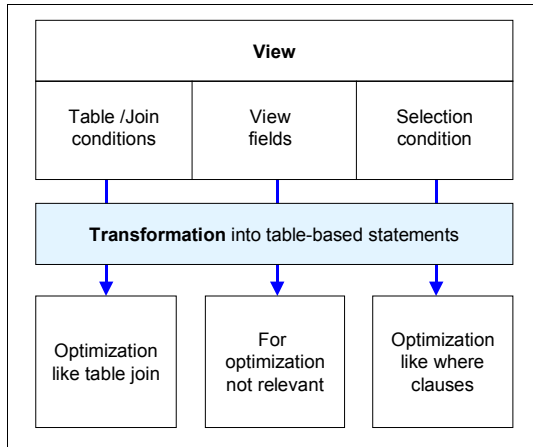 View
Table /Join
conditions
View
fields
Selection
condition
Transformation into table-based statements
Optimization
like table join
For
optimization
not relevant
Optimization
like where
clauses